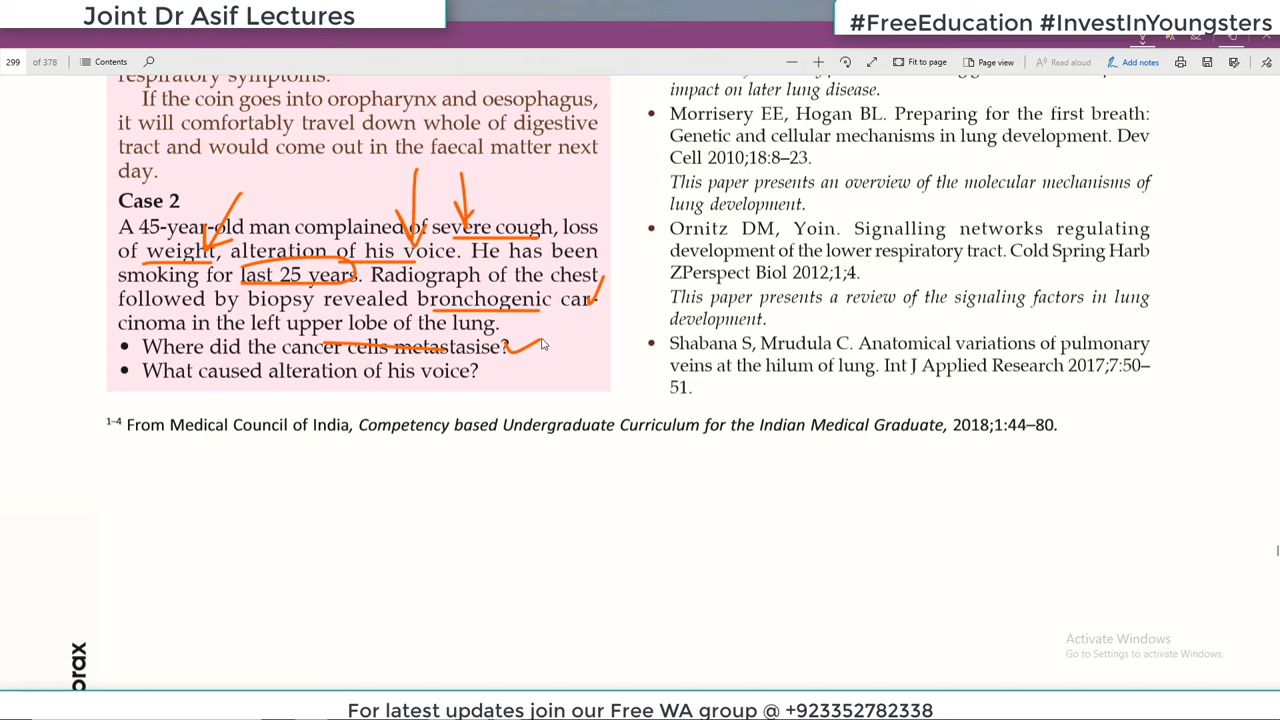 Joint Dr Asif Lectures
#FreeEducation #InvestInYoungsters
299 of 378
Contents
Fit to page
Page view
Read aloud
Add notes
respiratory symptoms.
If the coin goes into oropharynx and oesophagus,
it will comfortably travel down whole of digestive
tract and would come out in the faecal matter next
day.
Case 2
A 45-year-old man complained of severe cough, loss
of weight, alteration of his voice. He has been
smoking for last 25 years. Radiograph of the chest
followed by biopsy revealed bronchogenic car-
cinoma in the left upper lobe of the lung.
• Where did the cancer cells metastasise?
• What caused alteration of his voice?
impact on later lung disease.
• Morrisery EE, Hogan BL. Preparing for the first breath:
Genetic and cellular mechanisms in lung development. Dev
Cell 2010;18:8–23.
This paper presents an overview of the molecular mechanisms of
lung development.
• Ornitz DM, Yoin. Signalling networks regulating
development of the lower respiratory tract. Cold Spring Harb
ZPerspect Biol 2012;1;4.
This paper presents a review of the signaling factors in lung
development.
• Shabana S, Mrudula C. Anatomical variations of pulmonary
veins at the hilum of lung. Int J Applied Research 2017;7:50–
51.
1–4 From Medical Council of India, Competency based Undergraduate Curriculum for the Indian Medical Graduate, 2018;1:44–80.
orax
Activate Windows
Go to Settings to activate Windows.
For latest updates join our Free WA group @ +923352782338